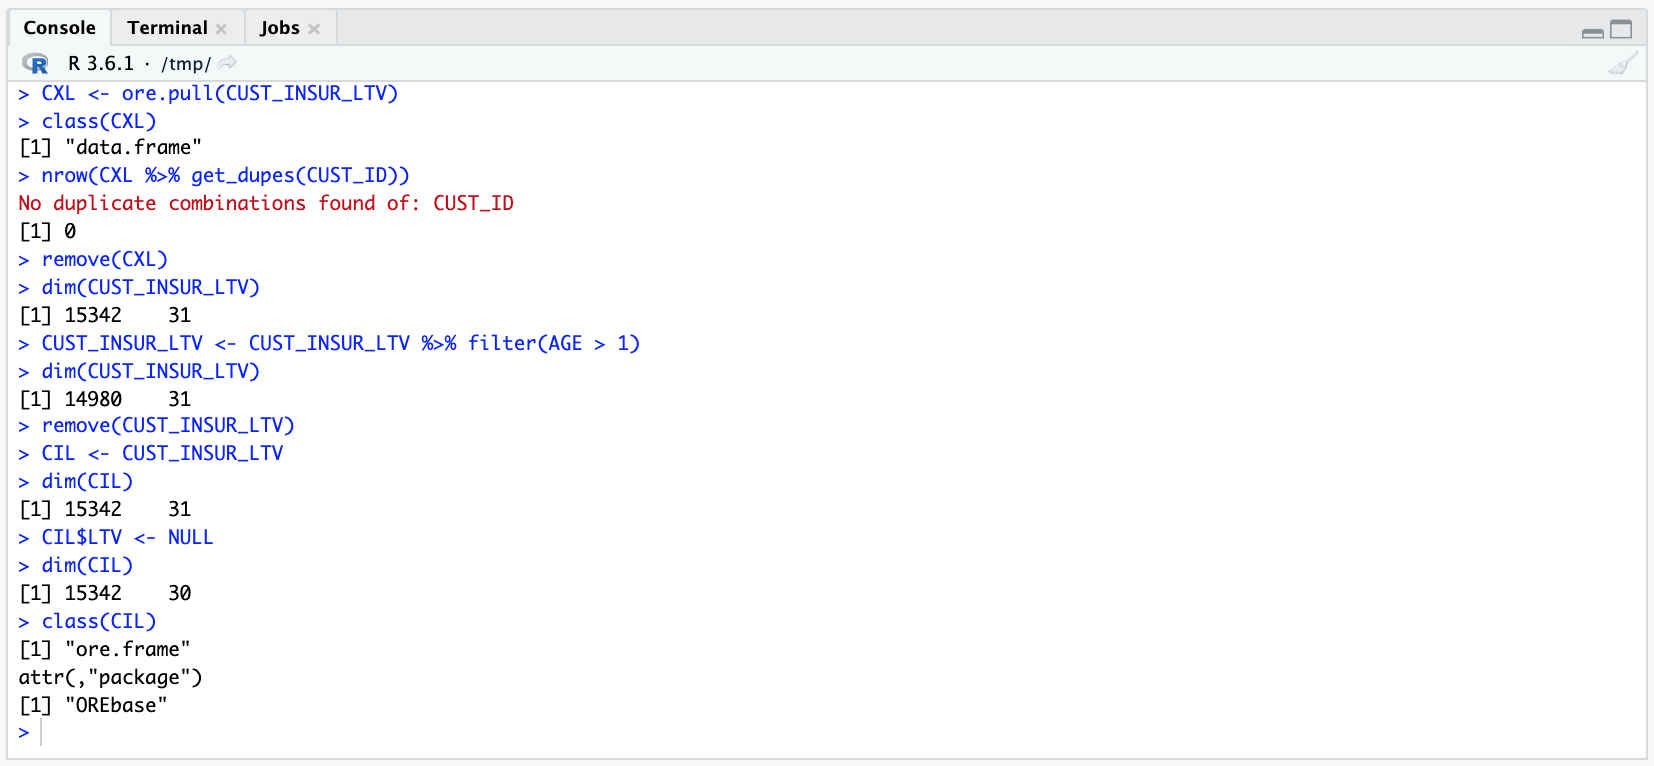 Console Terminal Jobs
R R 3.6.1 · /tmp/
> CXL <- ore.pull(CUST_INSUR_LTV)
> class(CXL)
[1] "data.frame"
> nrow(CXL %>% get_dupes(CUST_ID))
No duplicate combinations found of: CUST_ID
[1] 0
> remove(CXL)
> dim(CUST_INSUR_LTV)
[1] 15342    31
> CUST_INSUR_LTV <- CUST_INSUR_LTV %>% filter(AGE > 1)
> dim(CUST_INSUR_LTV)
[1] 14980    31
> remove(CUST_INSUR_LTV)
> CIL <- CUST_INSUR_LTV
> dim(CIL)
[1] 15342    31
> CIL$LTV <- NULL
> dim(CIL)
[1] 15342    30
> class(CIL)
[1] "ore.frame"
attr(,"package")
[1] "OREbase"
>